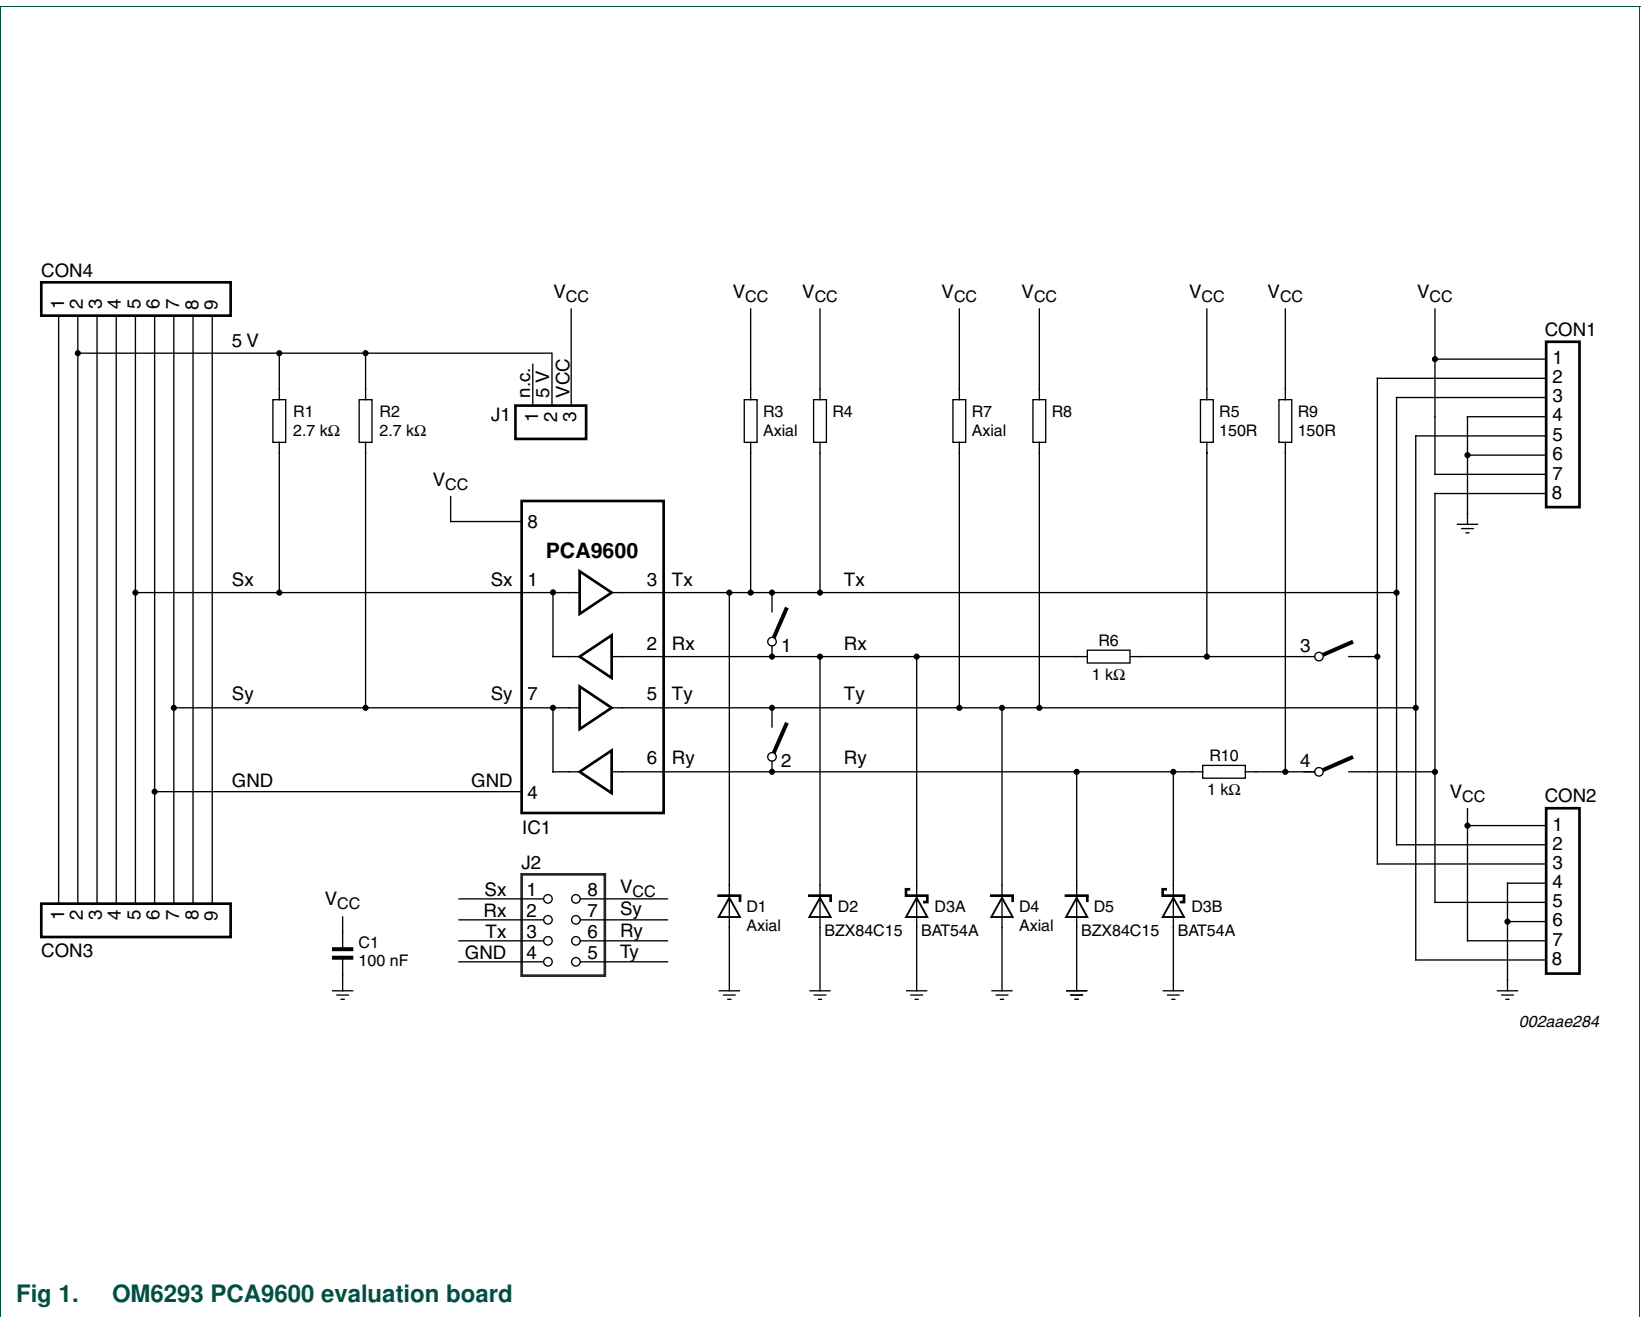 CON4
1 2 3 4 5 6 7 8 9
5 V
R1
2.7 kΩ
R2
2.7 kΩ
VCC
n.c.
5 V
VCC
J1
1 2 3
VCC
8
PCA9600
Sx
Sx
1
3
Tx
2
Rx
Sy
Sy
7
5
Ty
6
Ry
GND
GND
4
IC1
VCC
R3
Axial
VCC
R4
VCC
R7
Axial
VCC
R8
VCC
R5
150R
VCC
R9
150R
VCC
Tx
1
Rx
R6
1 kΩ
3
Ty
2
Ry
R10
1 kΩ
4
CON1
1
2
3
4
5
6
7
8
VCC
CON2
1
2
3
4
5
6
7
8
1 2 3 4 5 6 7 8 9
CON3
VCC
C1
100 nF
J2
Sx 1 8 VCC
Rx 2 7 Sy
Tx 3 6 Ry
GND 4 5 Ty
D1
Axial
D2
BZX84C15
D3A
BAT54A
D4
Axial
D5
BZX84C15
D3B
BAT54A
002aae284
Fig 1. OM6293 PCA9600 evaluation board